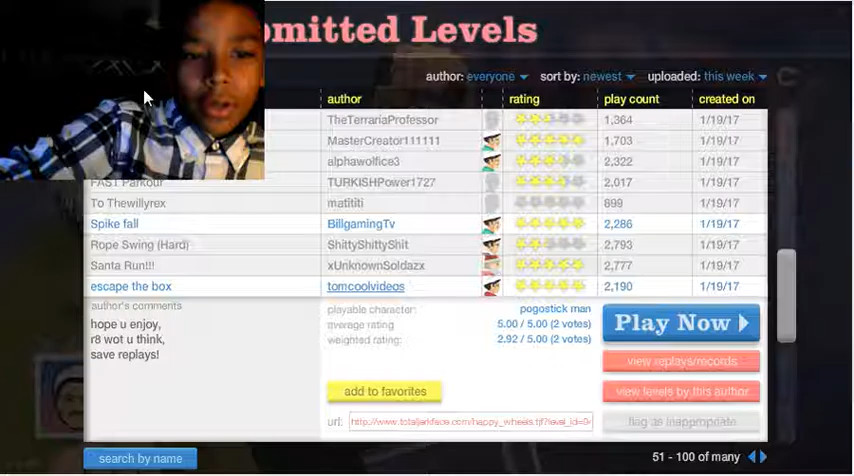 omitted Levels
author: everyone sort by: newest uploaded: this week
author rating play count created on
TheTerrariaProfessor 1,364 1/19/17
MasterCreator111111 1,703 1/19/17
alphawolfice3 2,322 1/19/17
FAST Parkour TURKISHPower1727 2,017 1/19/17
To Thewillyrex matititi 899 1/19/17
Spike fall BillgamingTv 2,286 1/19/17
Rope Swing (Hard) ShittyShittyShit 2,793 1/19/17
Santa Run!!! xUnknownSoldazx 2,777 1/19/17
escape the box tomcoolvideos 2,190 1/19/17
author's comments
hope u enjoy,
r8 wot u think,
save replays!
playable character: pogostick man
average rating 5.00 / 5.00 (2 votes)
weighted rating: 2.92 / 5.00 (2 votes)
Play Now
view replays/records
add to favorites
view levels by this author
url: http://www.totaljerkface.com/happy_wheels.tjf?level_id=9
flag as inappropriate
search by name
51 - 100 of many